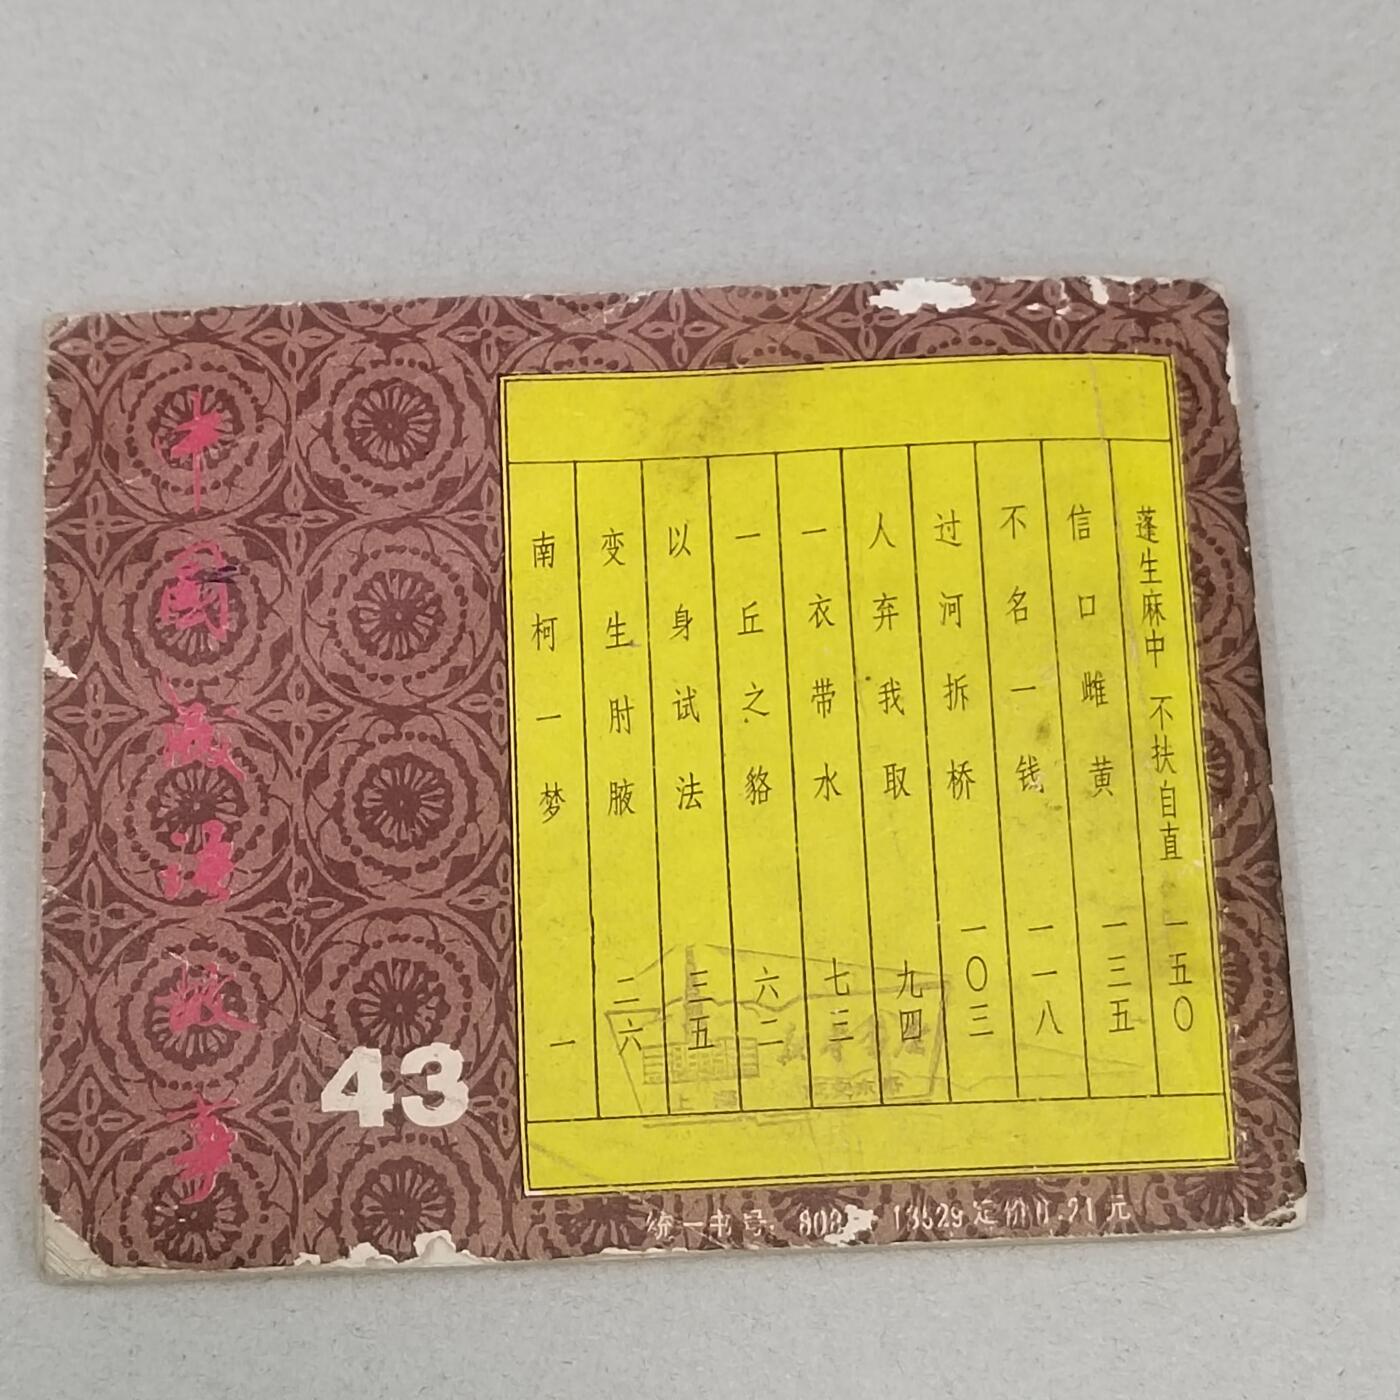 中国成语故事
43
南柯一梦 一
变生肘腋 二六
以身试法 三五
一丘之貉 六二
一衣带水 七三
人弃我取 九四
过河拆桥 一〇三
不名一钱 一一八
信口雌黄 一三五
蓬生麻中 不扶自直 一五〇
统一书号: 13529 定价0.21元
上海